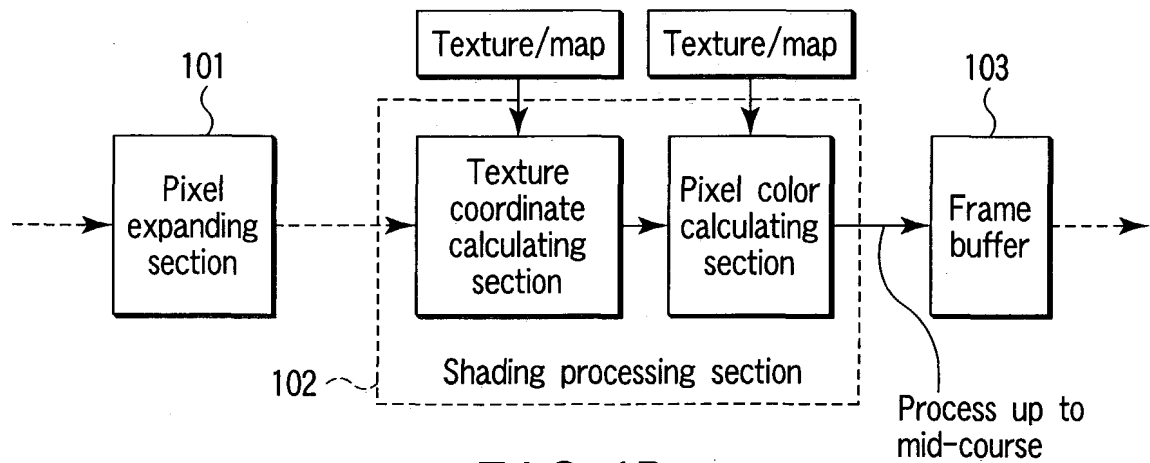 Texture/map
Texture/map
101
103
Pixel
expanding
section
Texture
coordinate
calculating
section
Pixel color
calculating
section
Frame
buffer
102
Shading processing section
Process up to
mid-course